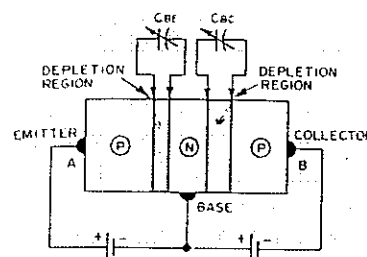 CBE CBC
DEPLETION REGION
DEPLETION REGION
EMITTER
COLLECTOR
P N P
A
B
BASE
+ - + -